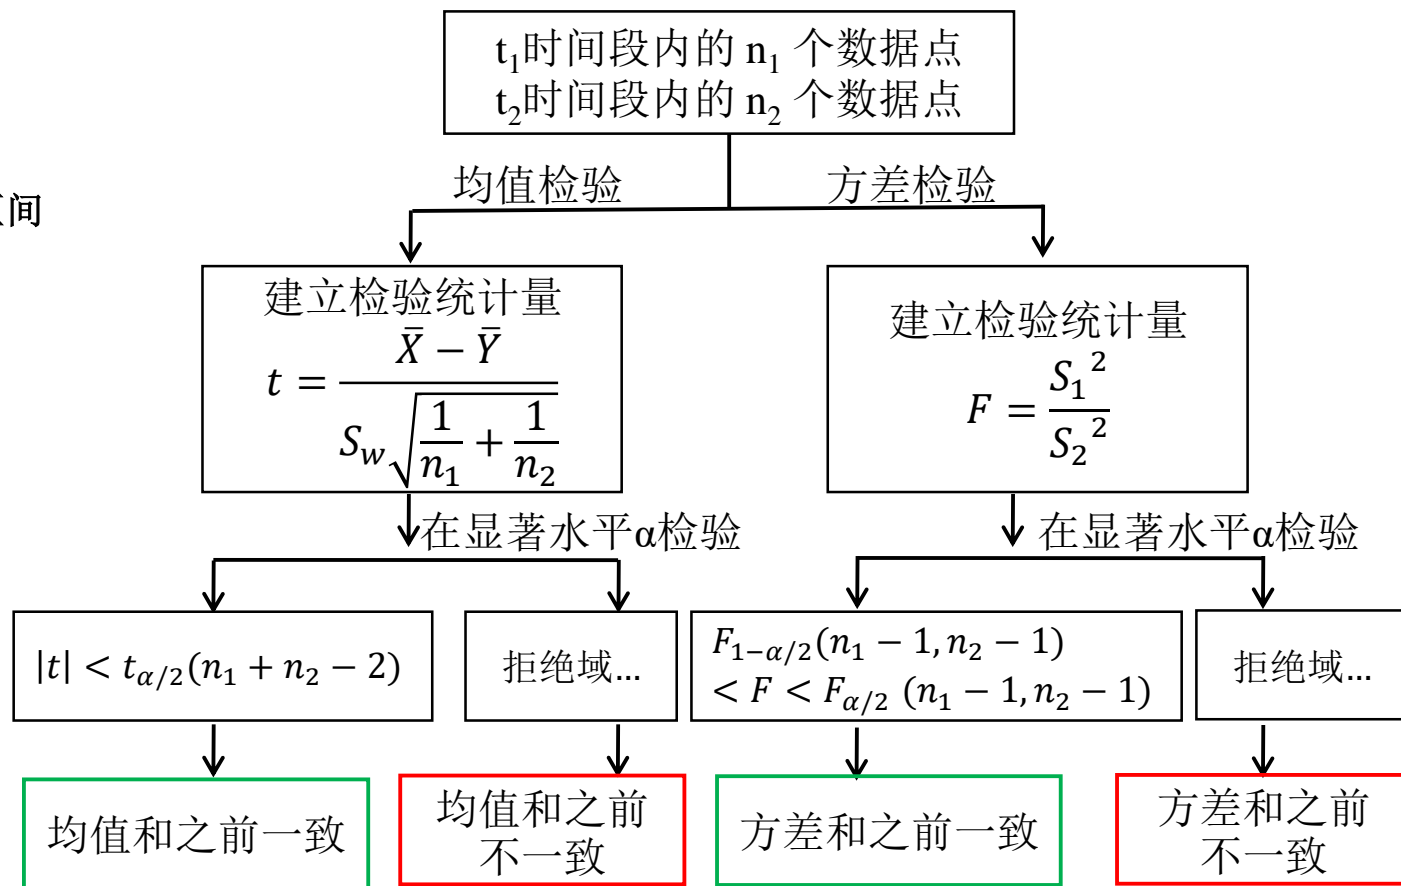 t₁时间段内的 n₁ 个数据点
t₂时间段内的 n₂ 个数据点
均值检验
方差检验
间
建立检验统计量
t = (X̄ − Ȳ) / (S_w √(1/n₁ + 1/n₂))
建立检验统计量
F = S₁² / S₂²
在显著水平α检验
在显著水平α检验
|t| < t_{α/2}(n₁ + n₂ − 2)
拒绝域...
F_{1−α/2}(n₁ − 1, n₂ − 1)
< F < F_{α/2} (n₁ − 1, n₂ − 1)
拒绝域...
均值和之前一致
均值和之前
不一致
方差和之前一致
方差和之前
不一致